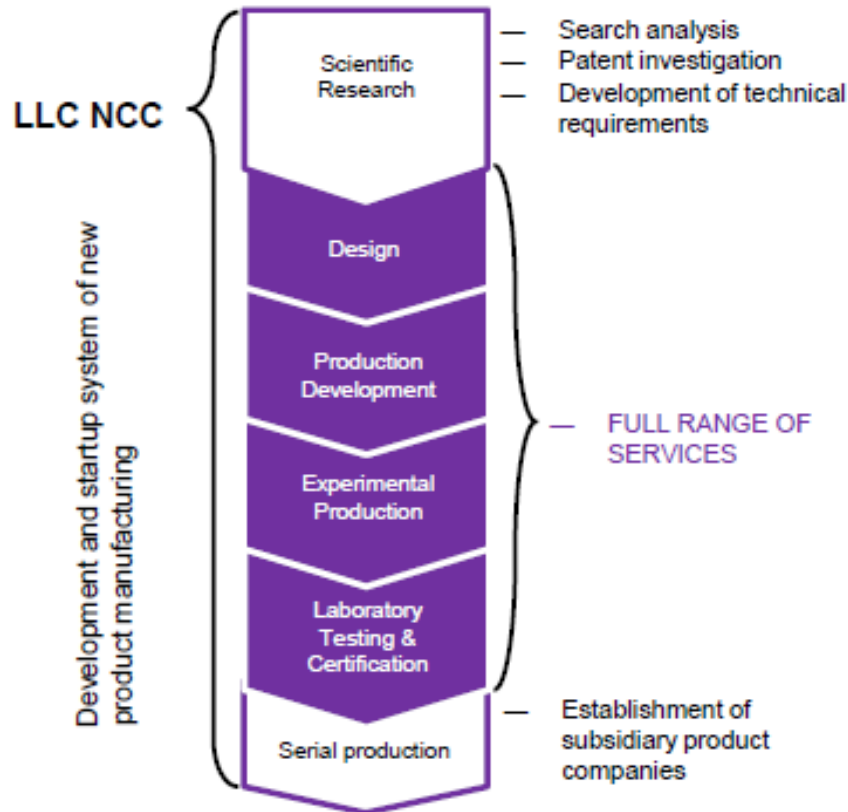 LLC NCC
Development and startup system of new
product manufacturing
Scientific
Research
— Search analysis
— Patent investigation
— Development of technical
requirements
Design
Production
Development
Experimental
Production
Laboratory
Testing &
Certification
— FULL RANGE OF
SERVICES
Serial production
— Establishment of
subsidiary product
companies